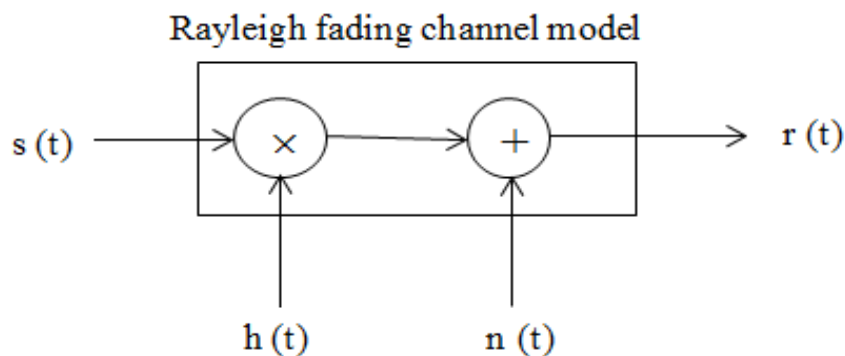 Rayleigh fading channel model
s (t)
×
+
r (t)
h (t)
n (t)